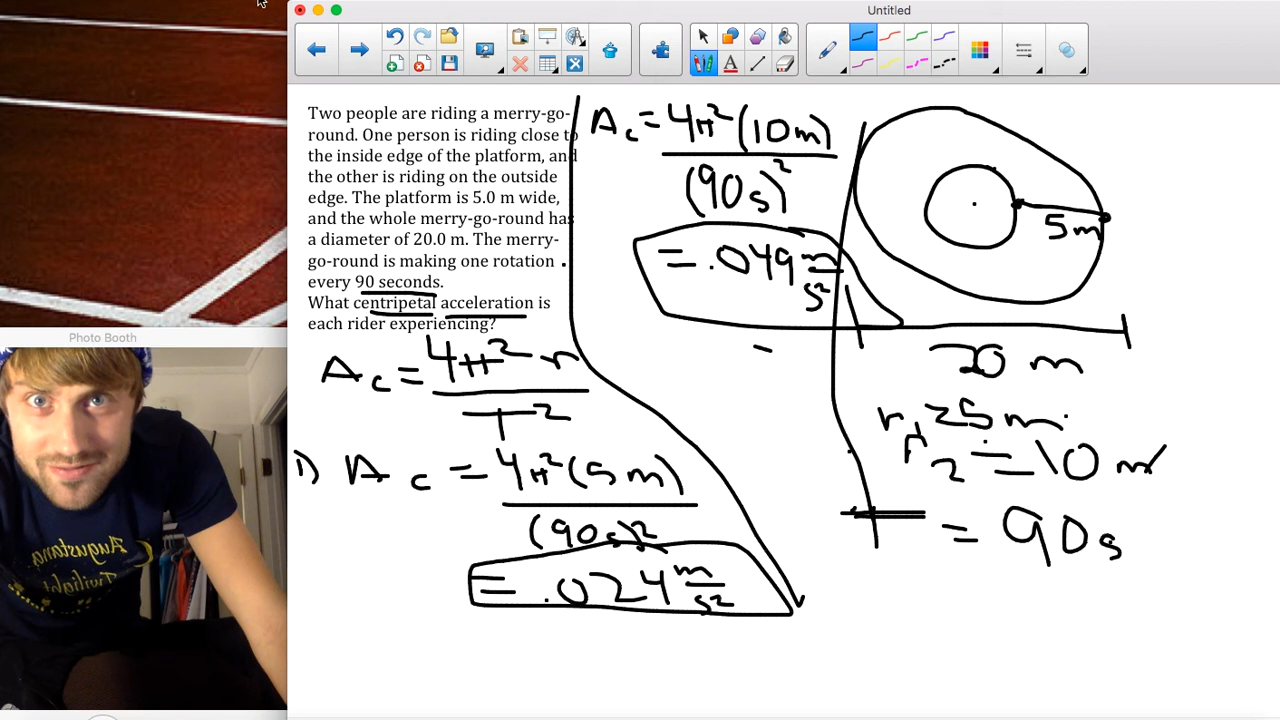 Untitled
Two people are riding a merry-go-
round. One person is riding close to
the inside edge of the platform, and
the other is riding on the outside
edge. The platform is 5.0 m wide,
and the whole merry-go-round has
a diameter of 20.0 m. The merry-
go-round is making one rotation
every 90 seconds.
What centripetal acceleration is
each rider experiencing?
Ac = 4π² r
T²
1) Ac = 4π²(5m)
(90s)²
= .024 m/s²
Ac = 4π²(10m)
(90s)²
= .049 m/s²
5m
20 m
r₁ = 5m
r₂ = 10 m
T = 90s
Photo Booth
Augustana
Twilight